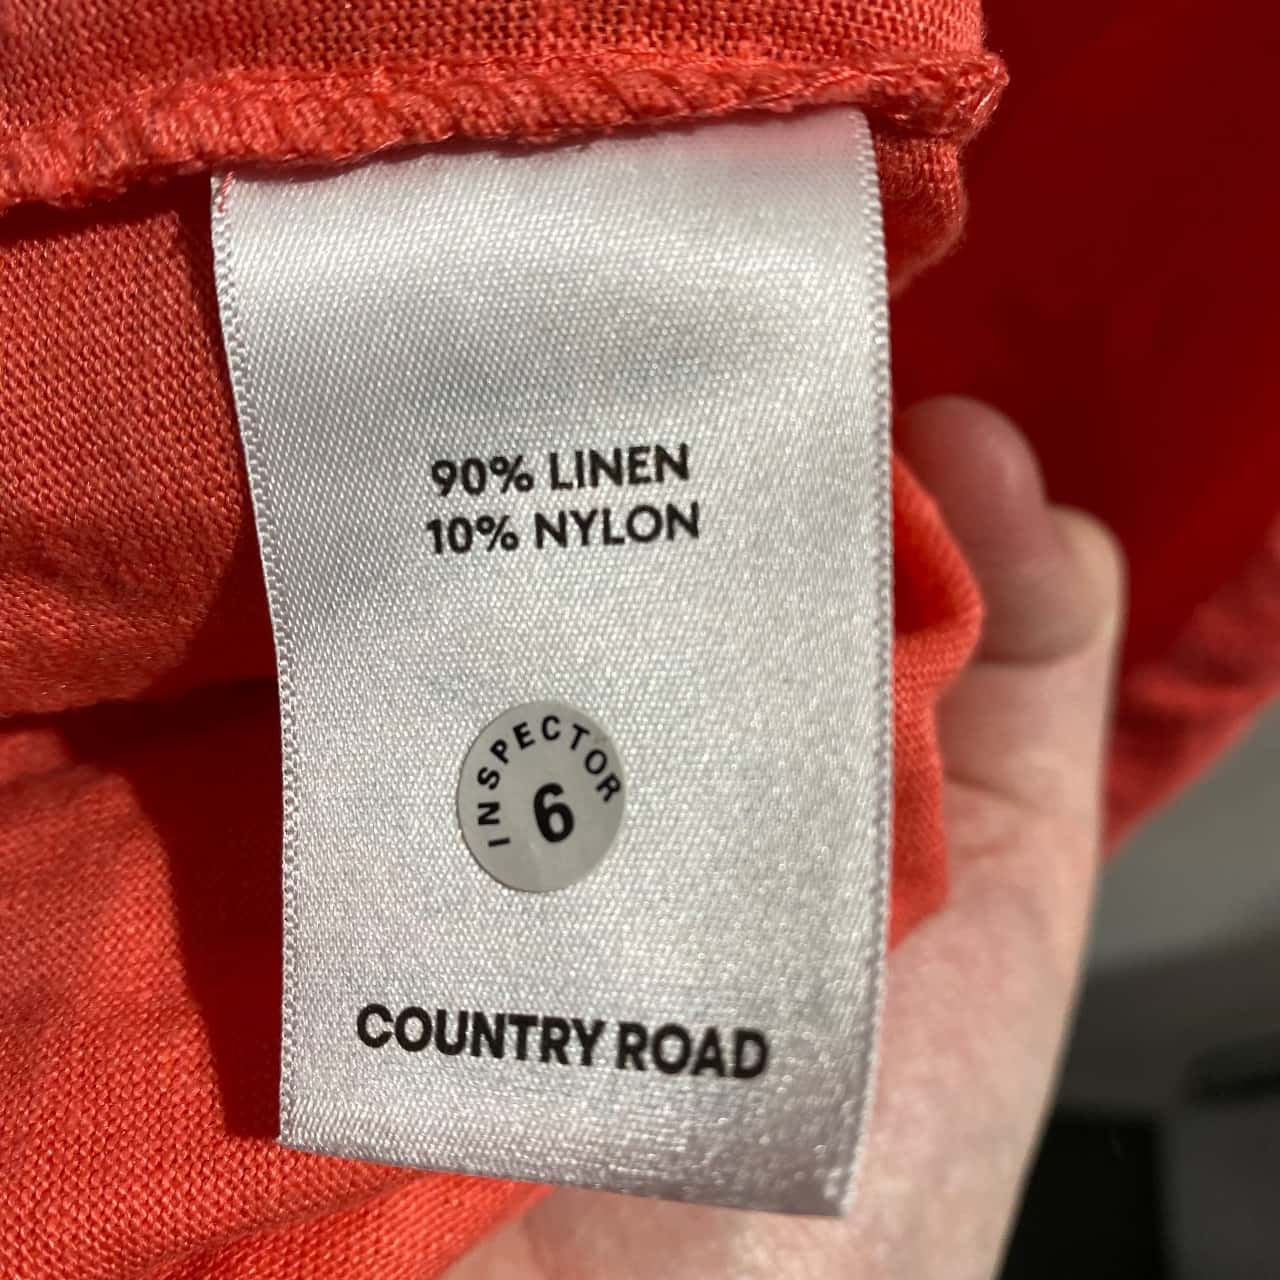 90% LINEN
10% NYLON
INSPECTOR
6
COUNTRY ROAD